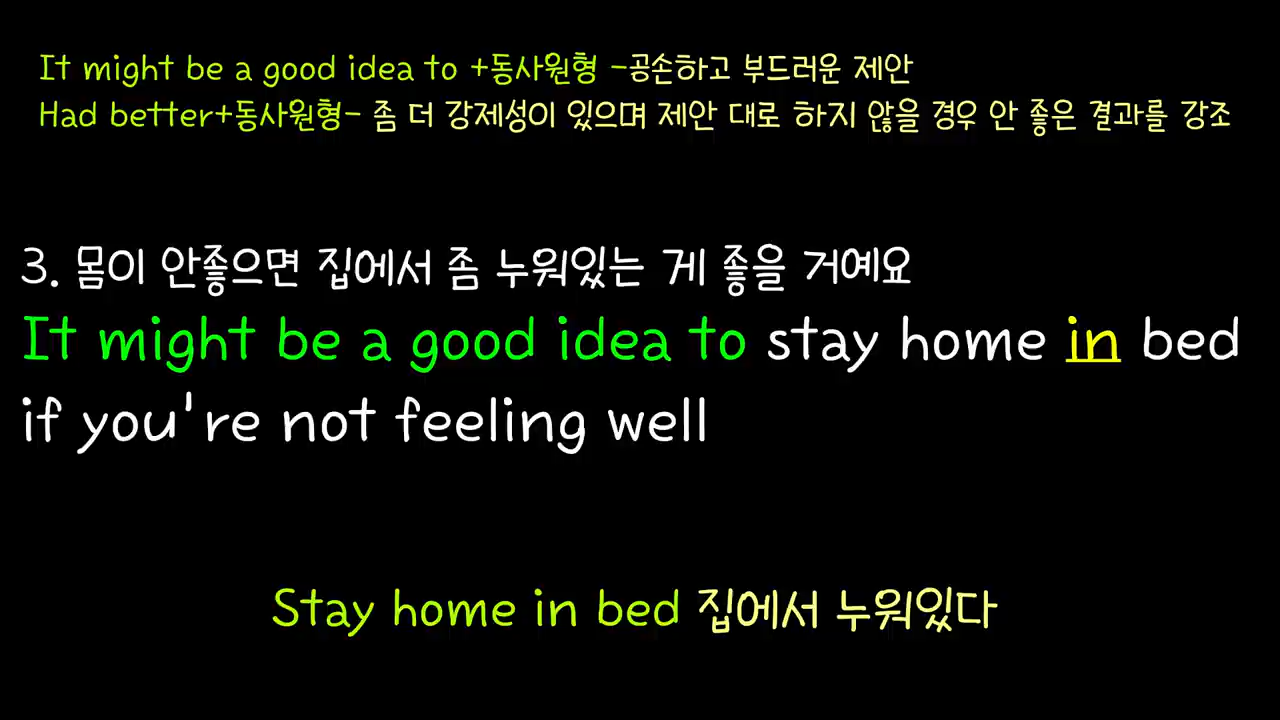 It might be a good idea to +동사원형 -공손하고 부드러운 제안
Had better+동사원형- 좀 더 강제성이 있으며 제안 대로 하지 않을 경우 안 좋은 결과를 강조
3. 몸이 안좋으면 집에서 좀 누워있는 게 좋을 거예요
It might be a good idea to stay home in bed
if you're not feeling well
Stay home in bed 집에서 누워있다